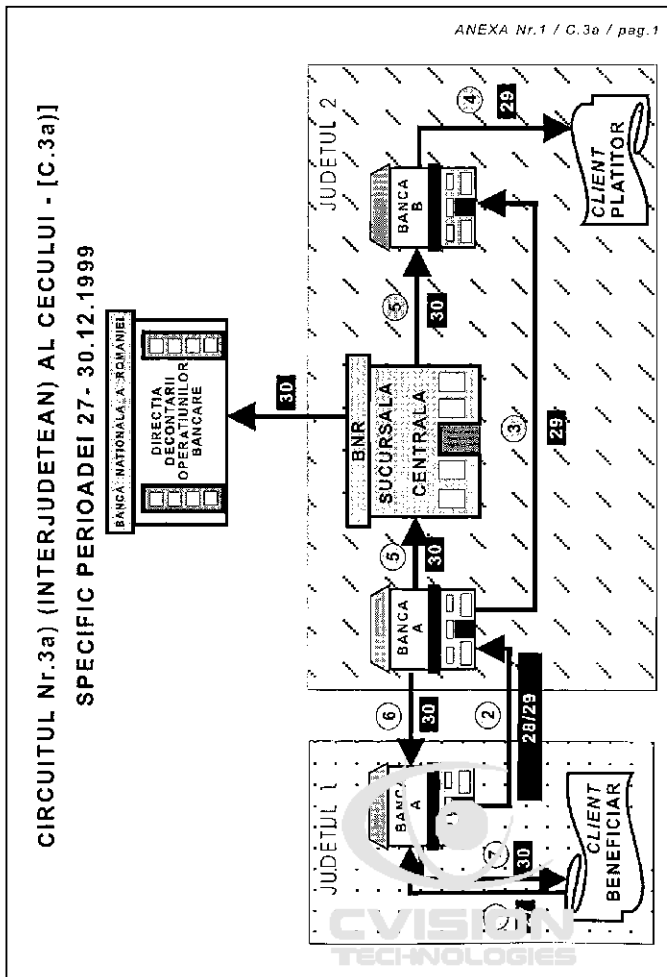 ANEXA Nr.1 / C.3a / pag.1
CIRCUITUL Nr.3a) (INTERJUDETEAN) AL CECULUI - [C.3a)]
SPECIFIC PERIOADEI 27- 30.12.1999
BANCA NATIONALA A ROMANIEI
DIRECTIA
DECONTARII
OPERATIUNILOR
BANCARE
30
JUDETUL 1
JUDETUL 2
BANCA
A
6
30
2
28/29
7
30
CLIENT
BENEFICIAR
BANCA
A
5
30
BNR
SUCURSALA
CENTRALA
5
30
3
29
BANCA
B
4
29
CLIENT
PLATITOR
CVISION
TECHNOLOGIES